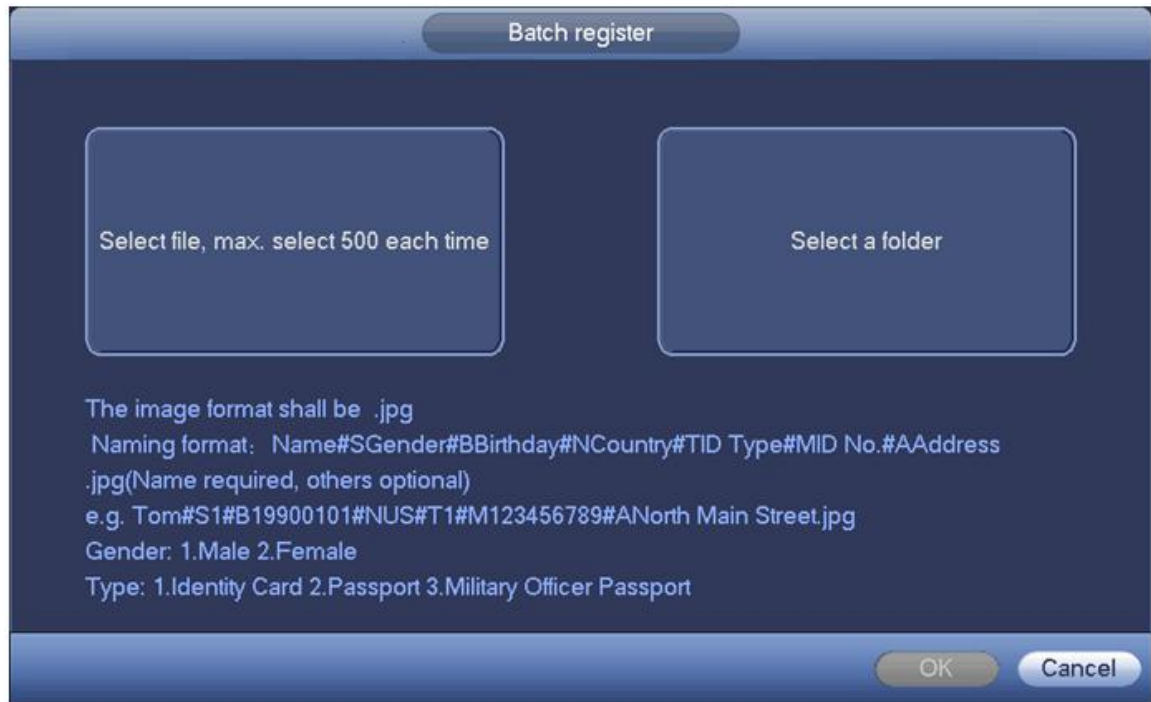 Batch register
Select file, max. select 500 each time
Select a folder
The image format shall be .jpg
Naming format: Name#SGender#BBirthday#NCountry#TID Type#MID No.#AAddress
.jpg(Name required, others optional)
e.g. Tom#S1#B19900101#NUS#T1#M123456789#ANorth Main Street.jpg
Gender: 1.Male 2.Female
Type: 1.Identity Card 2.Passport 3.Military Officer Passport
OK
Cancel